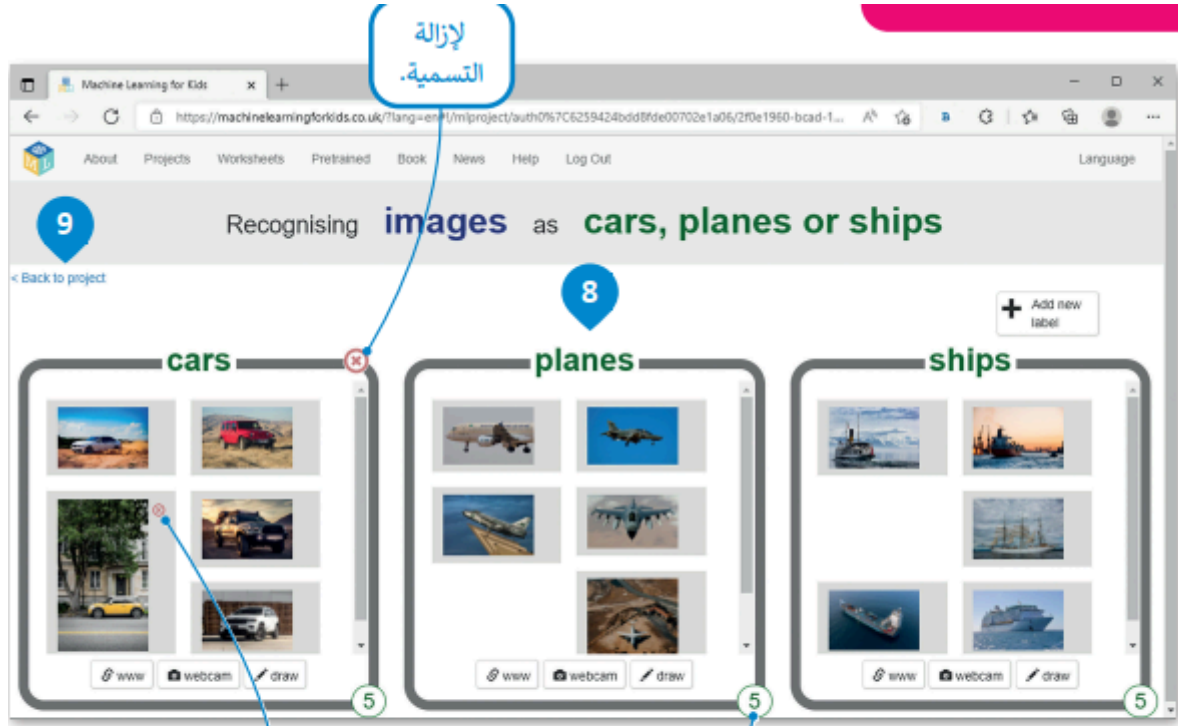 لإزالة
التسمية.
Machine Learning for Kids
https://machinelearningforkids.co.uk/?lang=en#!/mlproject/auth0%7C6259424bdd8fde00702e1a06/2f0e1960-bcad-1...
ML
About Projects Worksheets Pretrained Book News Help Log Out Language
9
Recognising images as cars, planes or ships
< Back to project
8
Add new
label
cars planes ships
www webcam draw www webcam draw www webcam draw
5 5 5